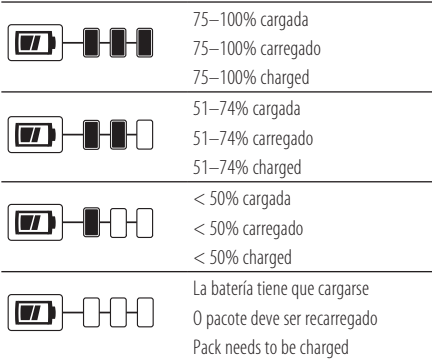 75–100% cargada
75–100% carregado
75–100% charged
51–74% cargada
51–74% carregado
51–74% charged
< 50% cargada
< 50% carregado
< 50% charged
La batería tiene que cargarse
O pacote deve ser recarregado
Pack needs to be charged